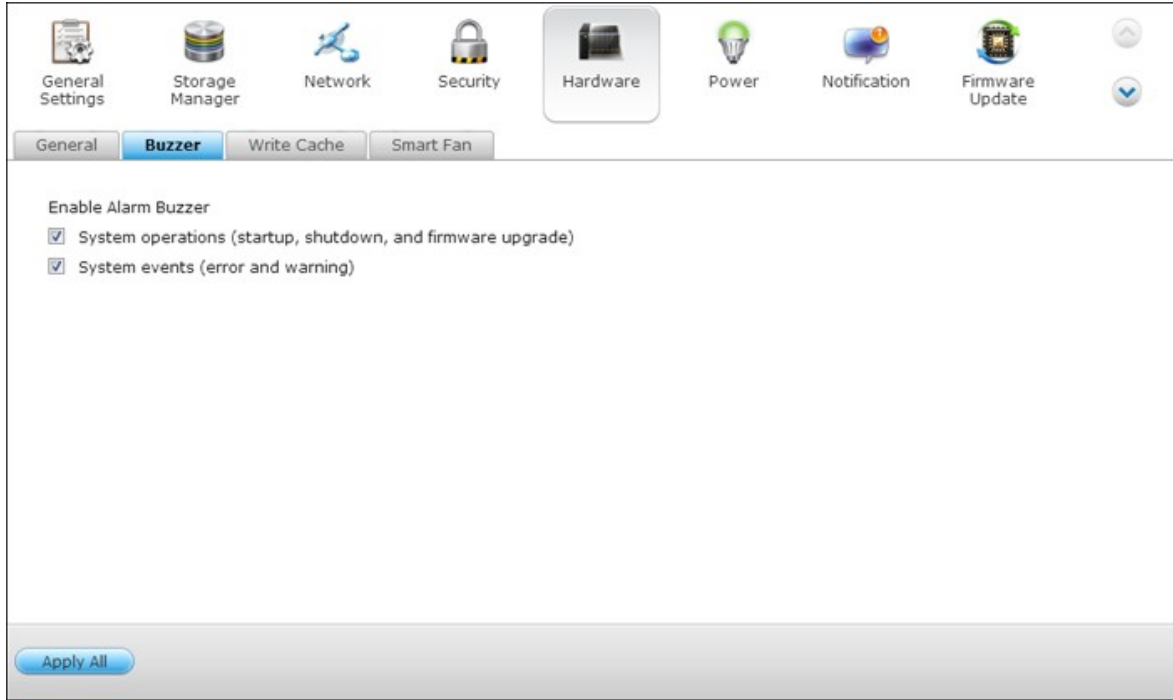 General Settings
Storage Manager
Network
Security
Hardware
Power
Notification
Firmware Update
General
Buzzer
Write Cache
Smart Fan
Enable Alarm Buzzer
System operations (startup, shutdown, and firmware upgrade)
System events (error and warning)
Apply All